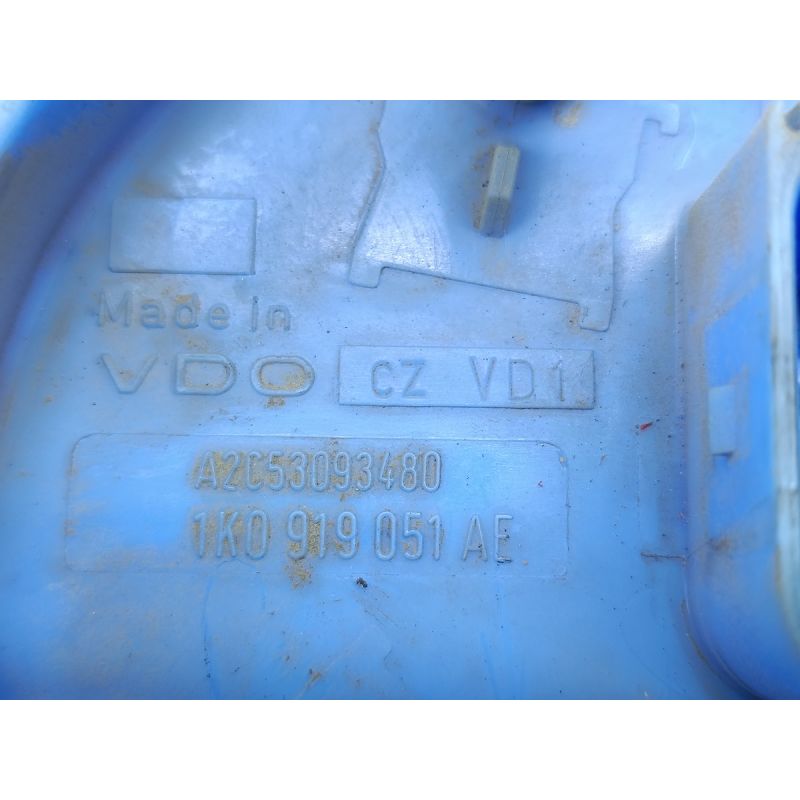 Made in
VDO CZ VD1
A2C53093480
1K0 919 051 AE